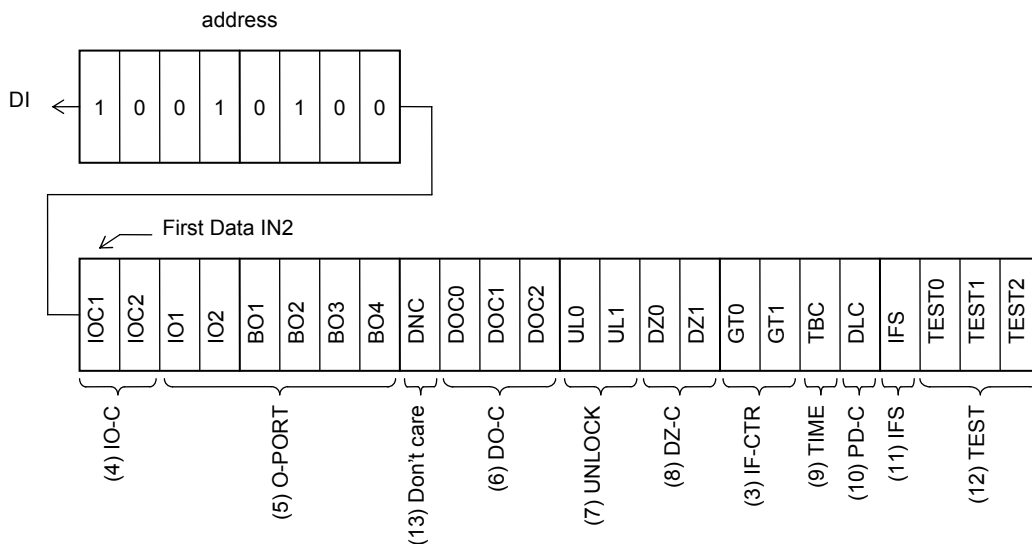 address
DI 1 0 0 1 0 1 0 0
First Data IN2
IOC1 IOC2 IO1 IO2 BO1 BO2 BO3 BO4 DNC DOC0 DOC1 DOC2 UL0 UL1 DZ0 DZ1 GT0 GT1 TBC DLC IFS TEST0 TEST1 TEST2
(4) IO-C
(5) O-PORT
(13) Don't care
(6) DO-C
(7) UNLOCK
(8) DZ-C
(3) IF-CTR
(9) TIME
(10) PD-C
(11) IFS
(12) TEST